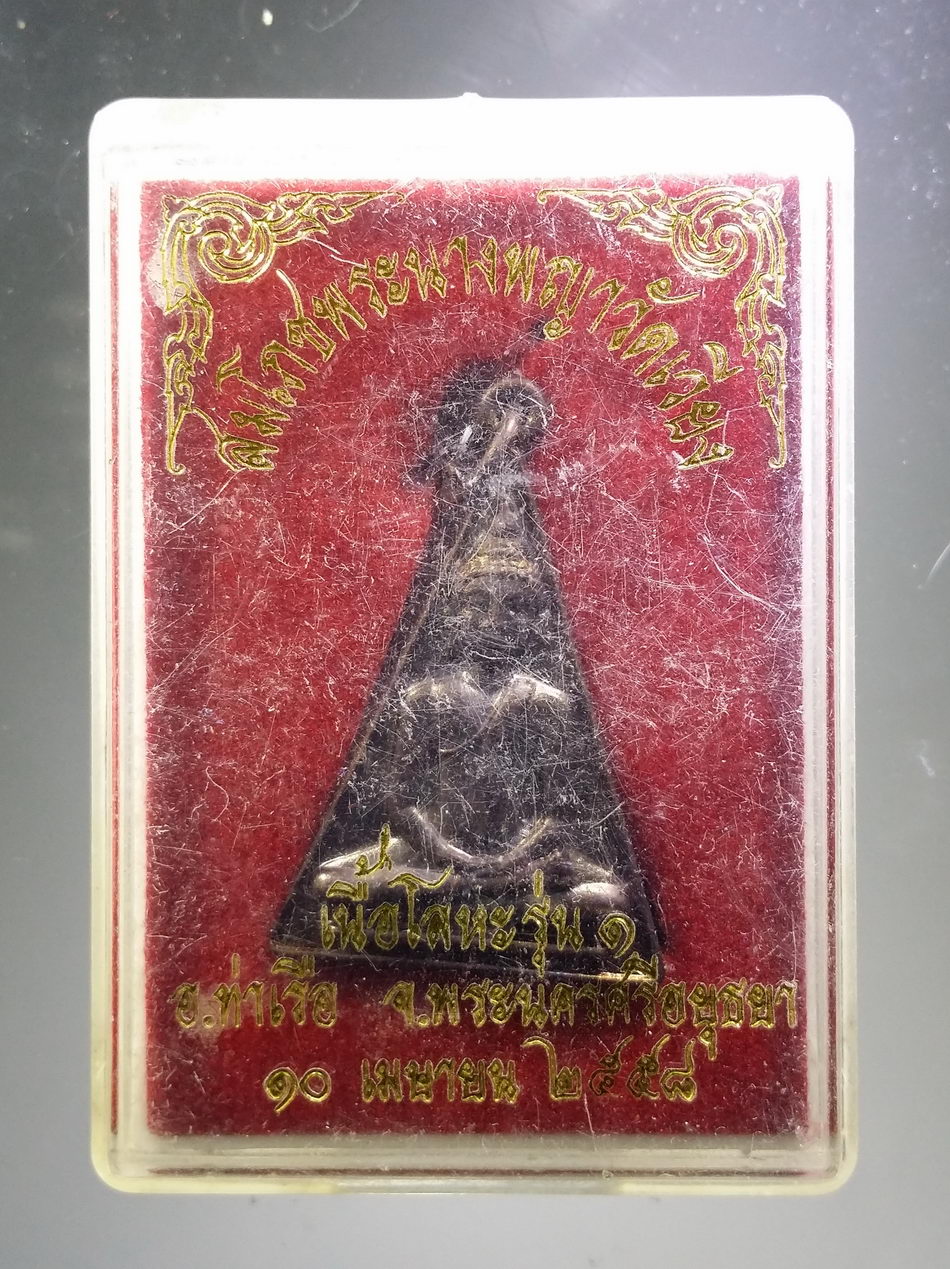 สมโภชพระนางพญาวัดเรียง
เนื้อโลหะ รุ่น ๑
อ.ท่าเรือ จ.พระนครศรีอยุธยา
๑๐ เมษายน ๒๕๕๘